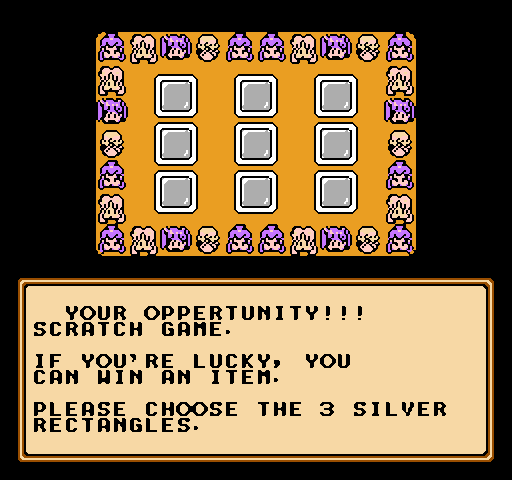 YOUR OPPERTUNITY!!!
SCRATCH GAME.
IF YOU'RE LUCKY, YOU
CAN WIN AN ITEM.
PLEASE CHOOSE THE 3 SILVER
RECTANGLES.